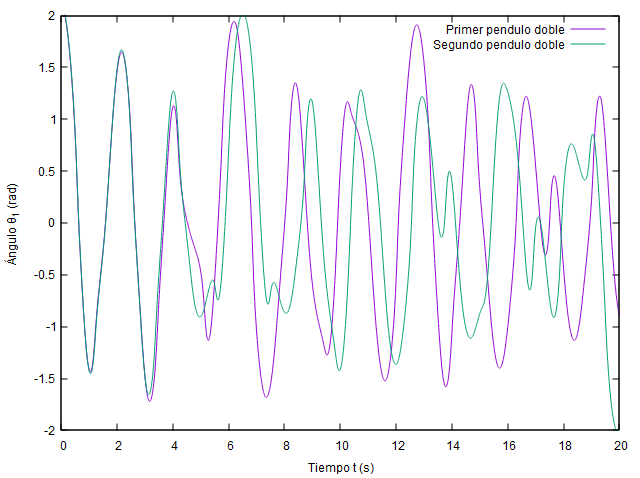 Primer pendulo doble
Segundo pendulo doble
Ángulo θ1 (rad)
2
1.5
1
0.5
0
-0.5
-1
-1.5
-2
0 2 4 6 8 10 12 14 16 18 20
Tiempo t (s)